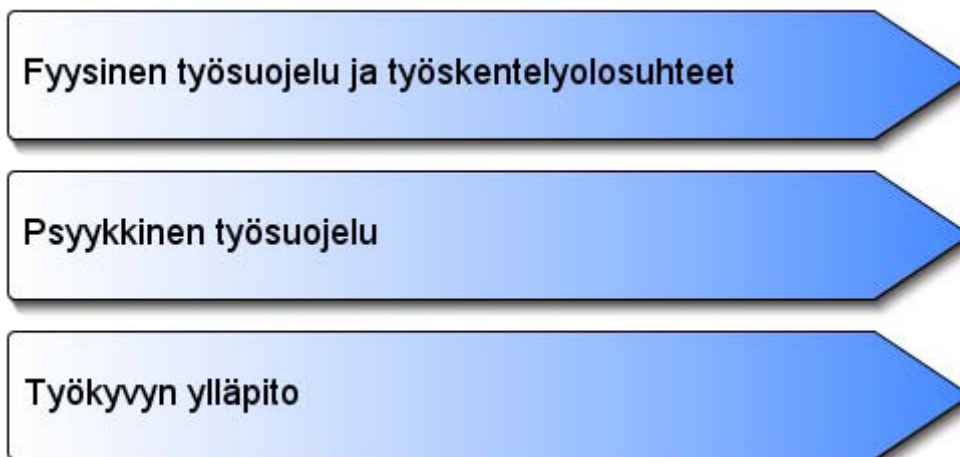 Fyysinen työsuojelu ja työskentelyolosuhteet
Psyykkinen työsuojelu
Työkyvyn ylläpito